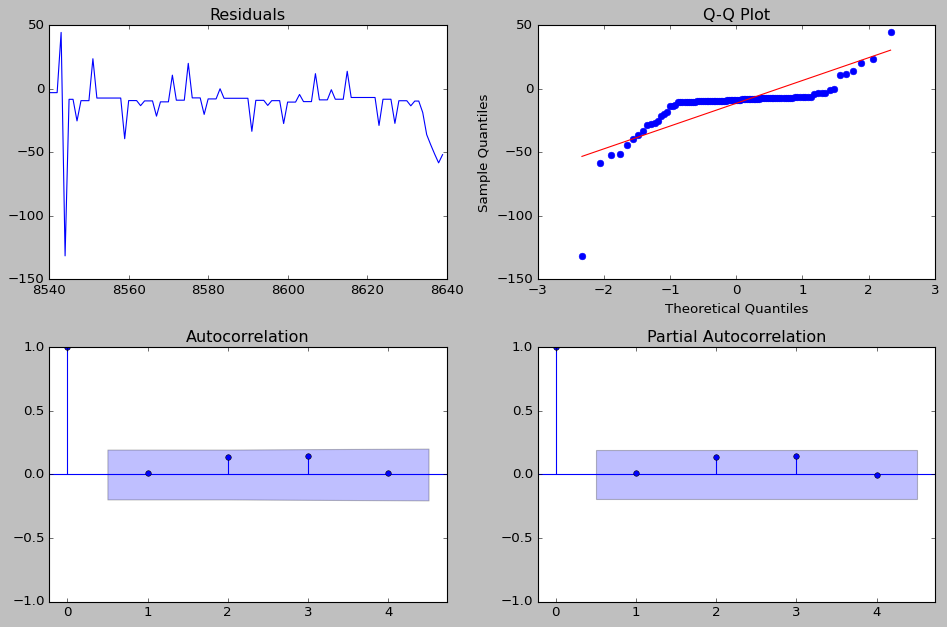 Residuals
50
0
−50
−100
−150
8540 8560 8580 8600 8620 8640
Q-Q Plot
Sample Quantiles
50
0
−50
−100
−150
−3 −2 −1 0 1 2 3
Theoretical Quantiles
Autocorrelation
1.0
0.5
0.0
−0.5
−1.0
0 1 2 3 4
Partial Autocorrelation
1.0
0.5
0.0
−0.5
−1.0
0 1 2 3 4